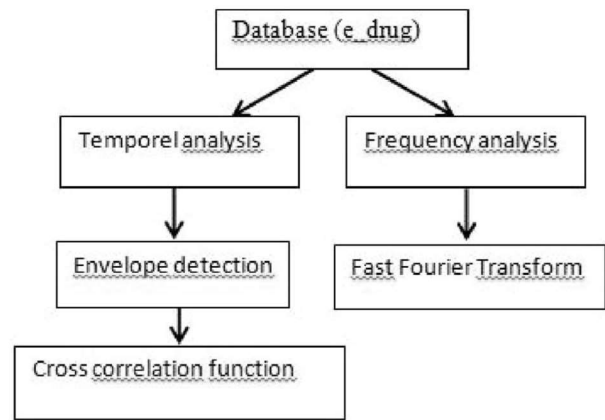 Database (e_drug)
Temporel analysis
Frequency analysis
Envelope detection
Fast Fourier Transform
Cross correlation function